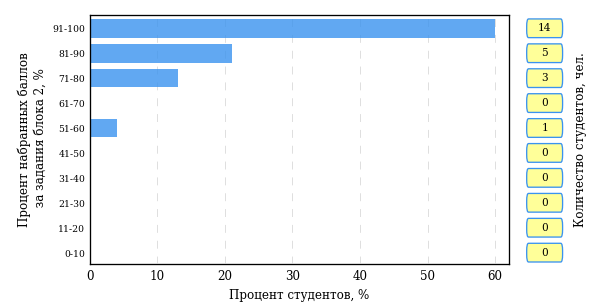 91-100 14
81-90 5
71-80 3
61-70 0
51-60 1
41-50 0
31-40 0
21-30 0
11-20 0
0-10 0
0 10 20 30 40 50 60
Процент студентов, %
Процент набранных баллов
за задания блока 2, %
Количество студентов, чел.